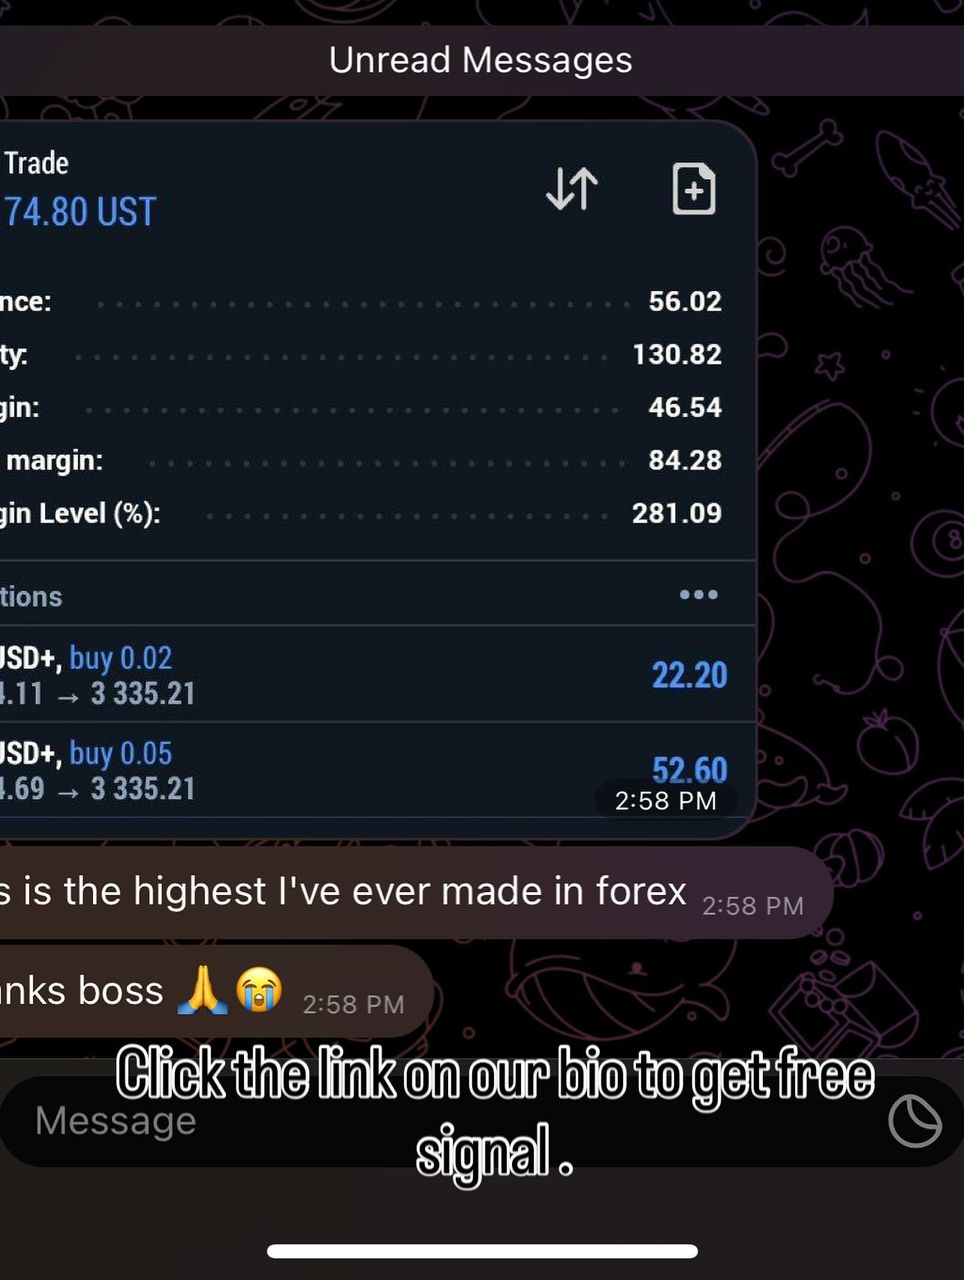 Unread Messages
Trade
74.80 UST
nce: 56.02
ty: 130.82
gin: 46.54
margin: 84.28
gin Level (%): 281.09
tions
USD+, buy 0.02 22.20
4.11 → 3 335.21
USD+, buy 0.05 52.60
4.69 → 3 335.21
2:58 PM
s is the highest I've ever made in forex 2:58 PM
anks boss 🙏😭 2:58 PM
Click the link on our bio to get free
Message
signal .